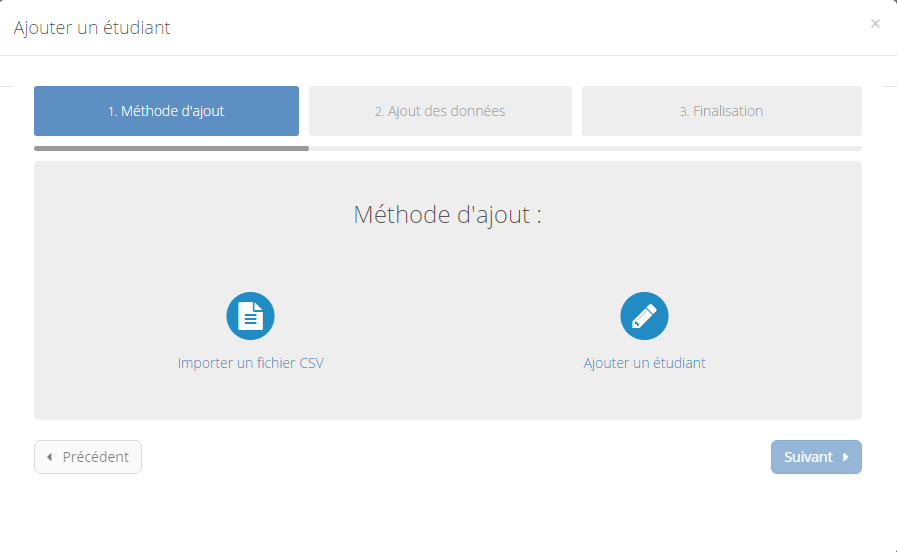 Ajouter un étudiant
×
1. Méthode d'ajout
2. Ajout des données
3. Finalisation
Méthode d'ajout :
Importer un fichier CSV
Ajouter un étudiant
Précédent
Suivant